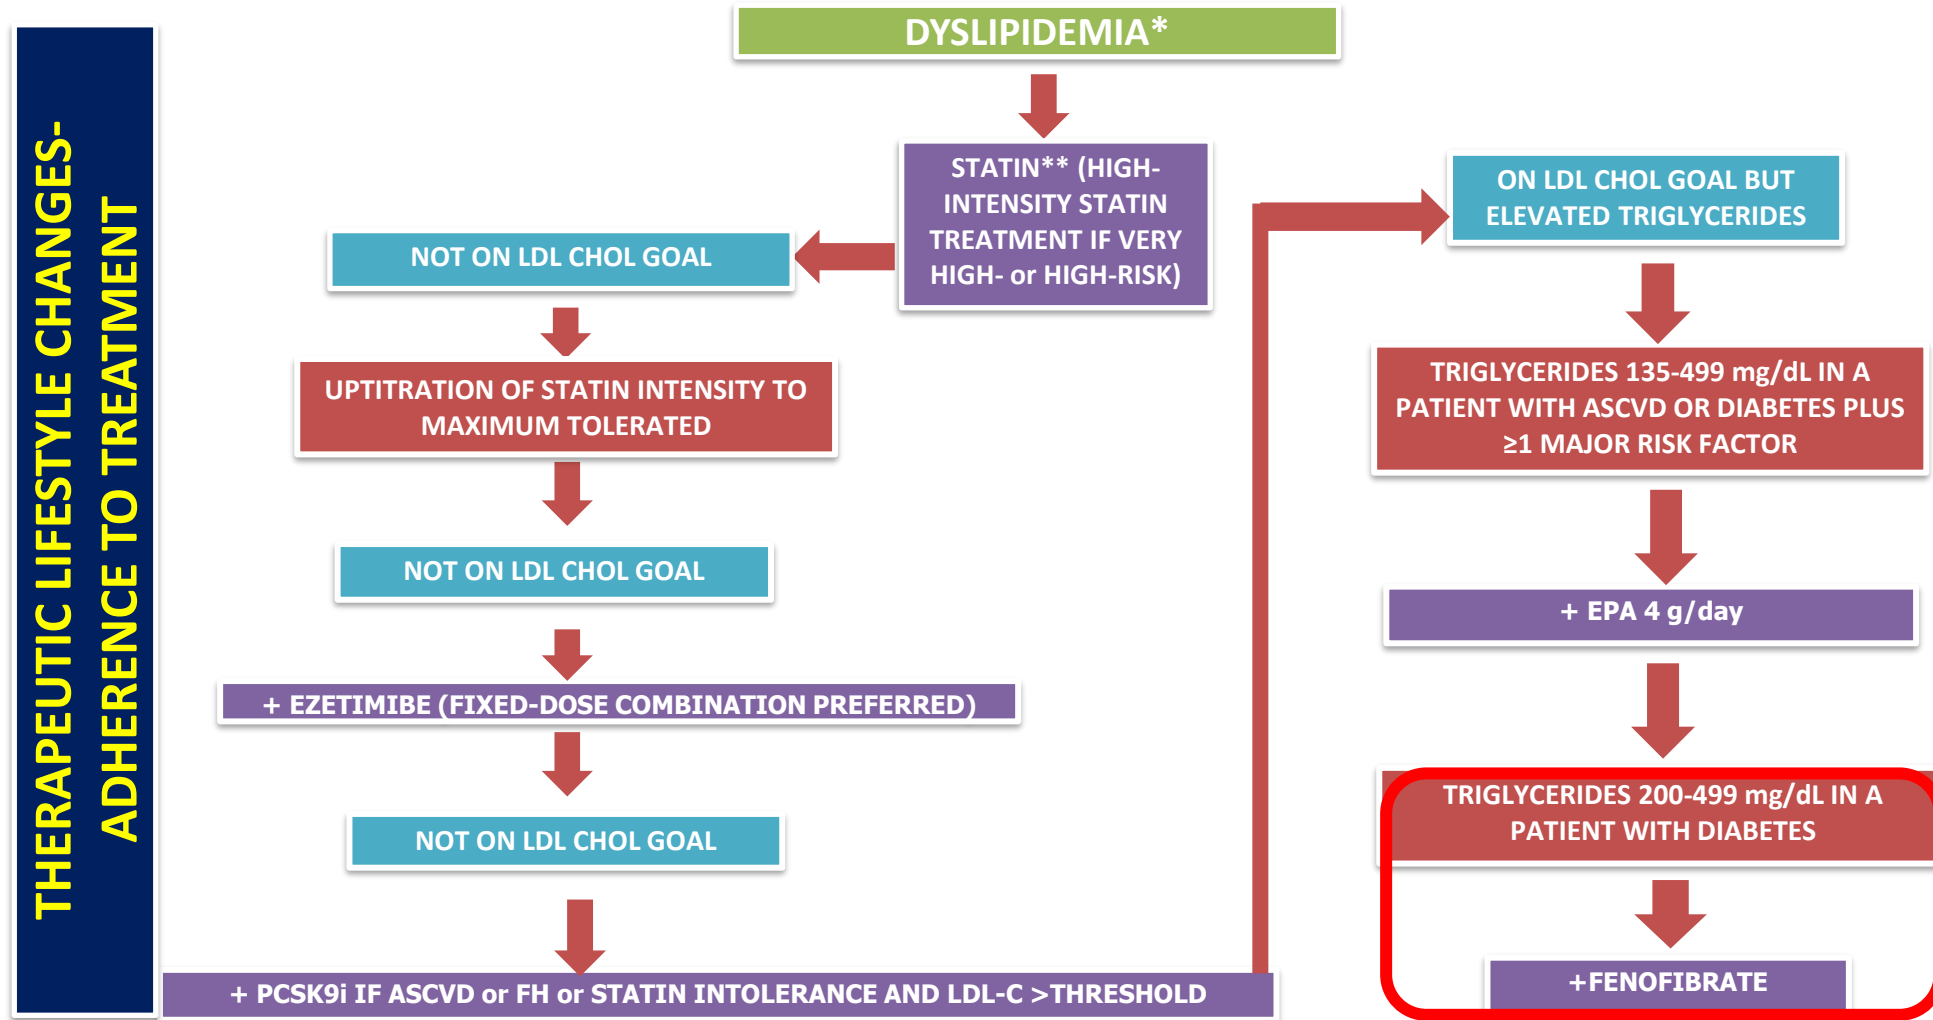 THERAPEUTIC LIFESTYLE CHANGES-
ADHERENCE TO TREATMENT
DYSLIPIDEMIA*
STATIN** (HIGH-
INTENSITY STATIN
TREATMENT IF VERY
HIGH- or HIGH-RISK)
NOT ON LDL CHOL GOAL
UPTITRATION OF STATIN INTENSITY TO
MAXIMUM TOLERATED
NOT ON LDL CHOL GOAL
+ EZETIMIBE (FIXED-DOSE COMBINATION PREFERRED)
NOT ON LDL CHOL GOAL
+ PCSK9i IF ASCVD or FH or STATIN INTOLERANCE AND LDL-C >THRESHOLD
ON LDL CHOL GOAL BUT
ELEVATED TRIGLYCERIDES
TRIGLYCERIDES 135-499 mg/dL IN A
PATIENT WITH ASCVD OR DIABETES PLUS
≥1 MAJOR RISK FACTOR
+ EPA 4 g/day
TRIGLYCERIDES 200-499 mg/dL IN A
PATIENT WITH DIABETES
+FENOFIBRATE